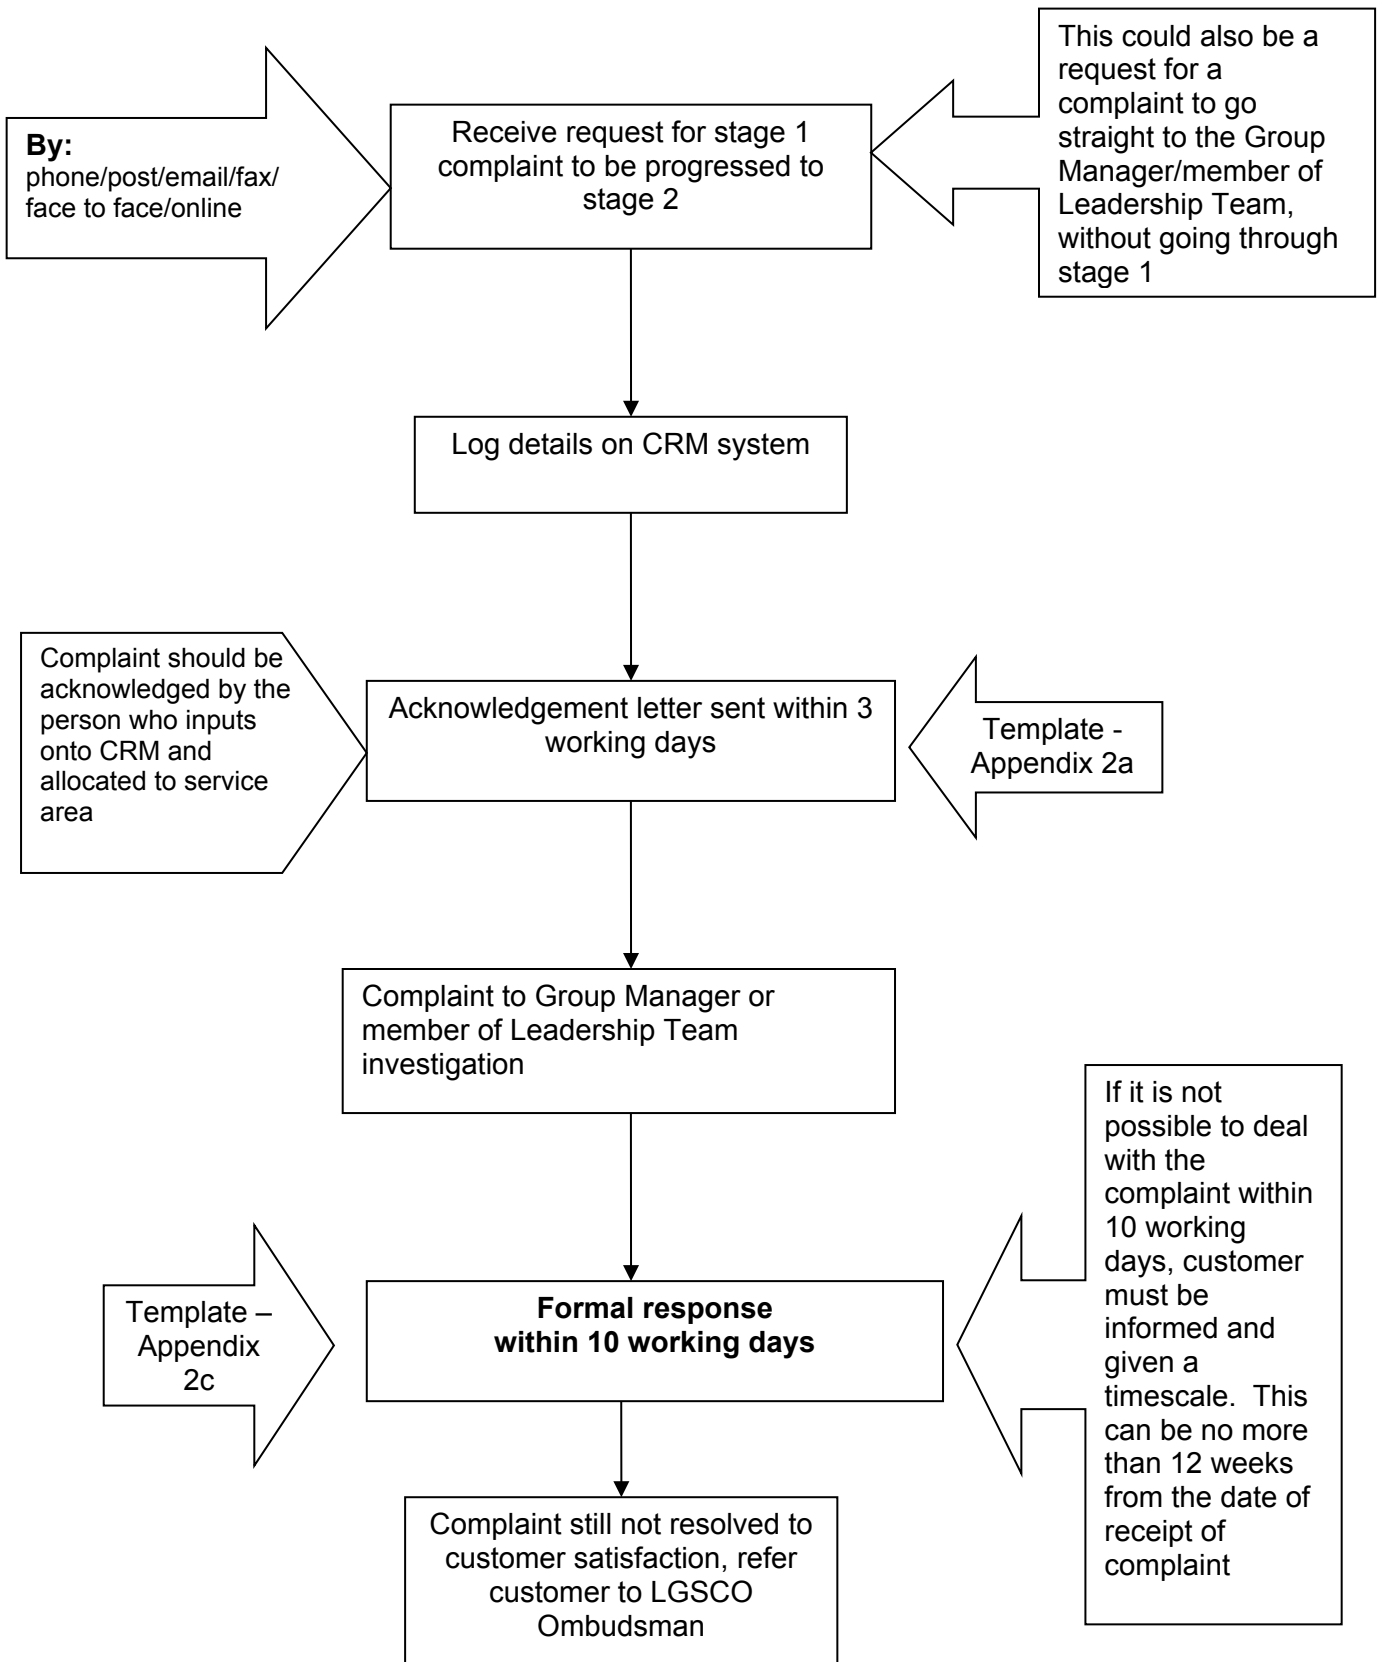 By:
phone/post/email/fax/
face to face/online
Receive request for stage 1
complaint to be progressed to
stage 2
This could also be a
request for a
complaint to go
straight to the Group
Manager/member of
Leadership Team,
without going through
stage 1
Log details on CRM system
Complaint should be
acknowledged by the
person who inputs
onto CRM and
allocated to service
area
Acknowledgement letter sent within 3
working days
Template -
Appendix 2a
Complaint to Group Manager or
member of Leadership Team
investigation
Template –
Appendix
2c
Formal response
within 10 working days
If it is not
possible to deal
with the
complaint within
10 working
days, customer
must be
informed and
given a
timescale.  This
can be no more
than 12 weeks
from the date of
receipt of
complaint
Complaint still not resolved to
customer satisfaction, refer
customer to LGSCO
Ombudsman